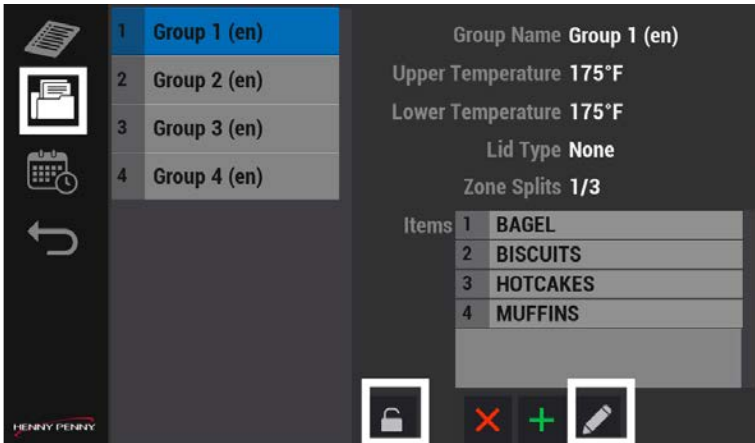 1 Group 1 (en)
2 Group 2 (en)
3 Group 3 (en)
4 Group 4 (en)
Group Name Group 1 (en)
Upper Temperature 175°F
Lower Temperature 175°F
Lid Type None
Zone Splits 1/3
Items 1 BAGEL
2 BISCUITS
3 HOTCAKES
4 MUFFINS
HENNY PENNY